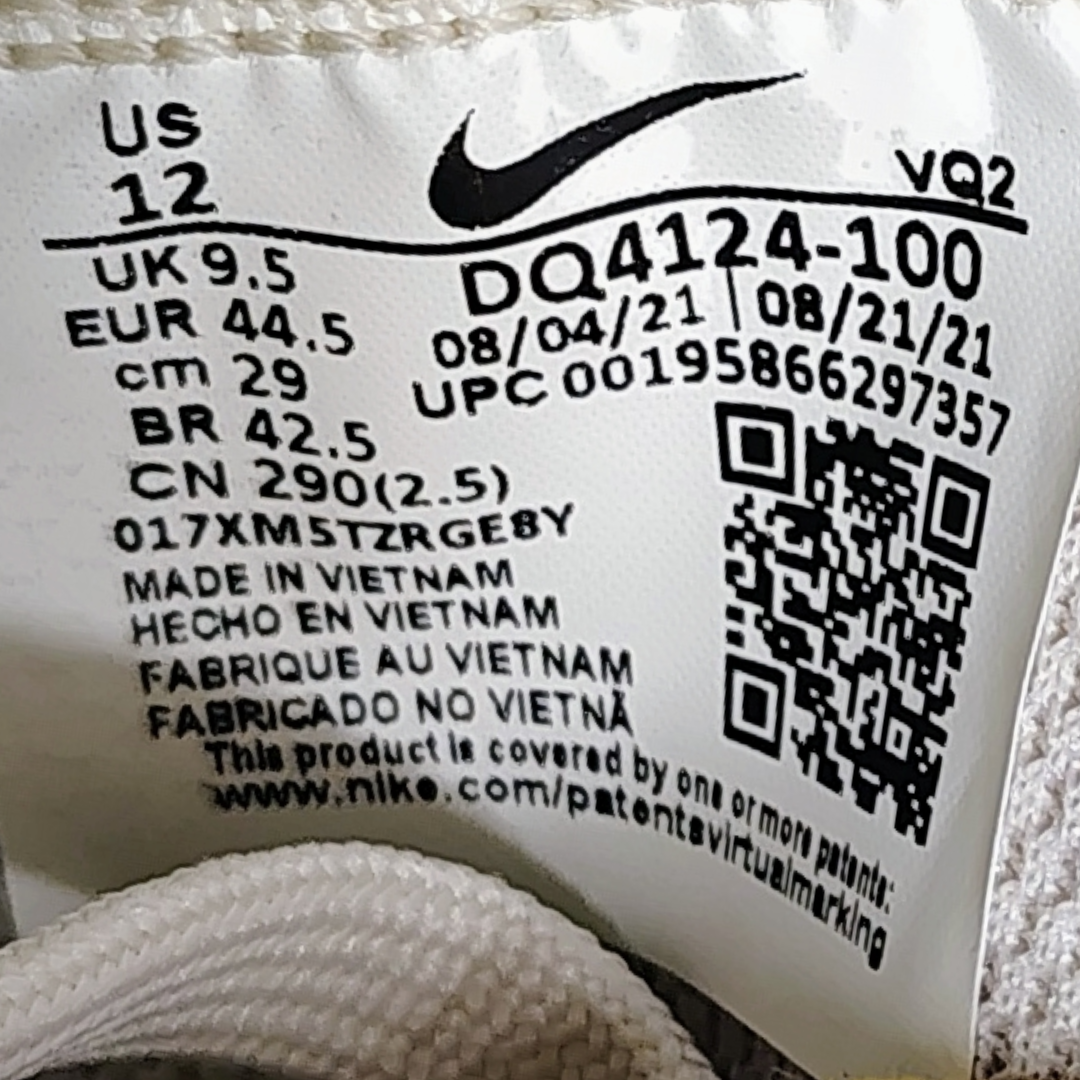 US
12
VQ2
UK 9.5
EUR 44.5
cm 29
BR 42.5
CN 290(2.5)
DQ4124-100
08/04/21 | 08/21/21
UPC 00195866297357
017XM5TZRGE8Y
MADE IN VIETNAM
HECHO EN VIETNAM
FABRIQUE AU VIETNAM
FABRICADO NO VIETNÃ
This product is covered by one or more patents:
www.nike.com/patentsvirtualmarking